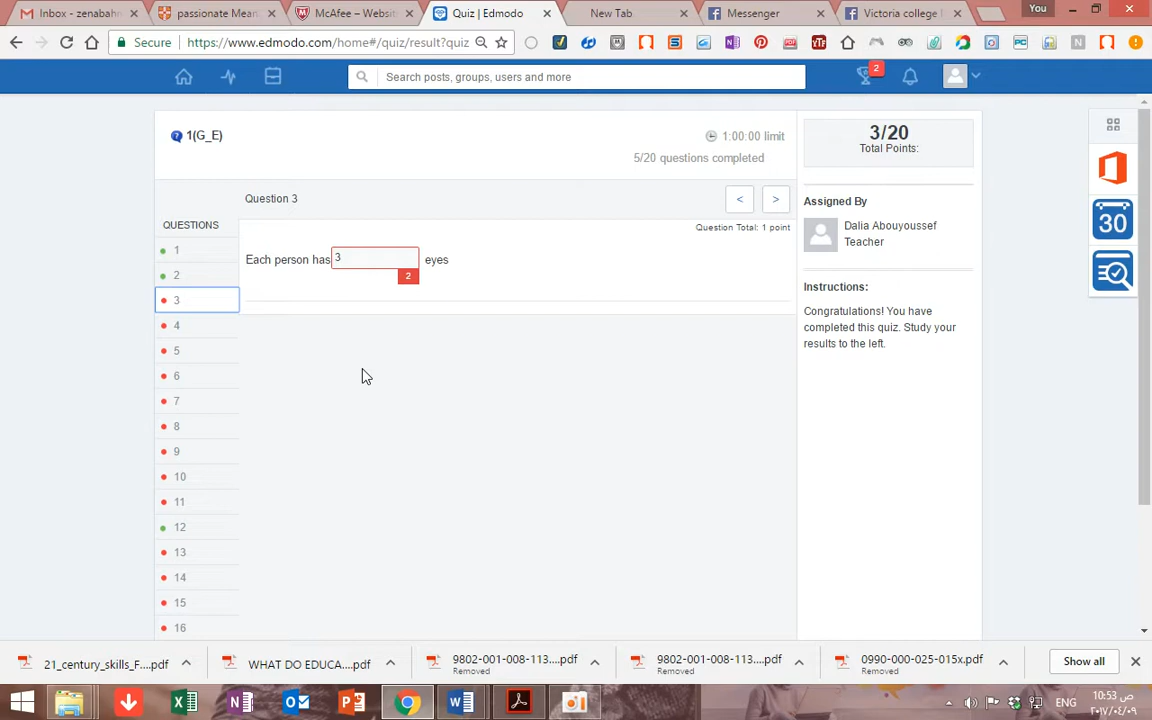 Inbox - zenabahm
passionate Mean
McAfee – Website
Quiz | Edmodo
New Tab
Messenger
Victoria college
You
Secure
https://www.edmodo.com/home#/quiz/result?quiz
Search posts, groups, users and more
2
1(G_E)
1:00:00 limit
5/20 questions completed
3/20
Total Points:
Question 3
<
>
Assigned By
QUESTIONS
Question Total: 1 point
Dalia Abouyoussef
Teacher
30
1
Each person has 3 eyes
2
2
3
Instructions:
Congratulations! You have
completed this quiz. Study your
results to the left.
4
5
6
7
8
9
10
11
12
13
14
15
16
21_century_skills_F....pdf
WHAT DO EDUCA....pdf
9802-001-008-113....pdf
Removed
9802-001-008-113....pdf
Removed
0990-000-025-015x.pdf
Removed
Show all
ENG
10:53 ص
٢٠١٧/٠٤/٠٩